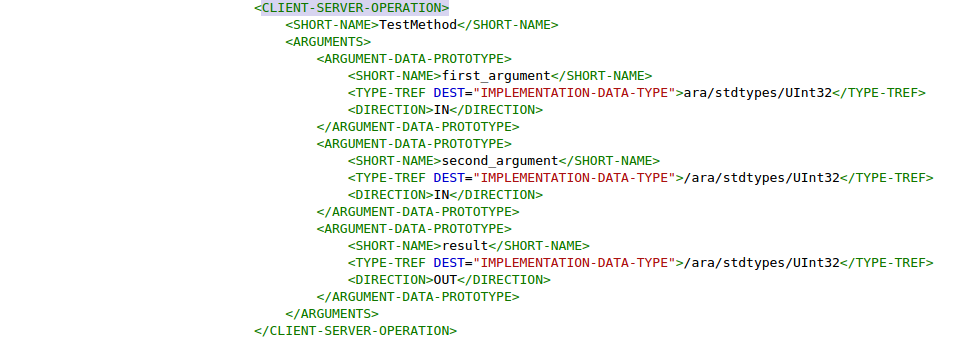 <CLIENT-SERVER-OPERATION>
<SHORT-NAME>TestMethod</SHORT-NAME>
<ARGUMENTS>
<ARGUMENT-DATA-PROTOTYPE>
<SHORT-NAME>first_argument</SHORT-NAME>
<TYPE-TREF DEST="IMPLEMENTATION-DATA-TYPE">ara/stdtypes/UInt32</TYPE-TREF>
<DIRECTION>IN</DIRECTION>
</ARGUMENT-DATA-PROTOTYPE>
<ARGUMENT-DATA-PROTOTYPE>
<SHORT-NAME>second_argument</SHORT-NAME>
<TYPE-TREF DEST="IMPLEMENTATION-DATA-TYPE">/ara/stdtypes/UInt32</TYPE-TREF>
<DIRECTION>IN</DIRECTION>
</ARGUMENT-DATA-PROTOTYPE>
<ARGUMENT-DATA-PROTOTYPE>
<SHORT-NAME>result</SHORT-NAME>
<TYPE-TREF DEST="IMPLEMENTATION-DATA-TYPE">/ara/stdtypes/UInt32</TYPE-TREF>
<DIRECTION>OUT</DIRECTION>
</ARGUMENT-DATA-PROTOTYPE>
</ARGUMENTS>
</CLIENT-SERVER-OPERATION>